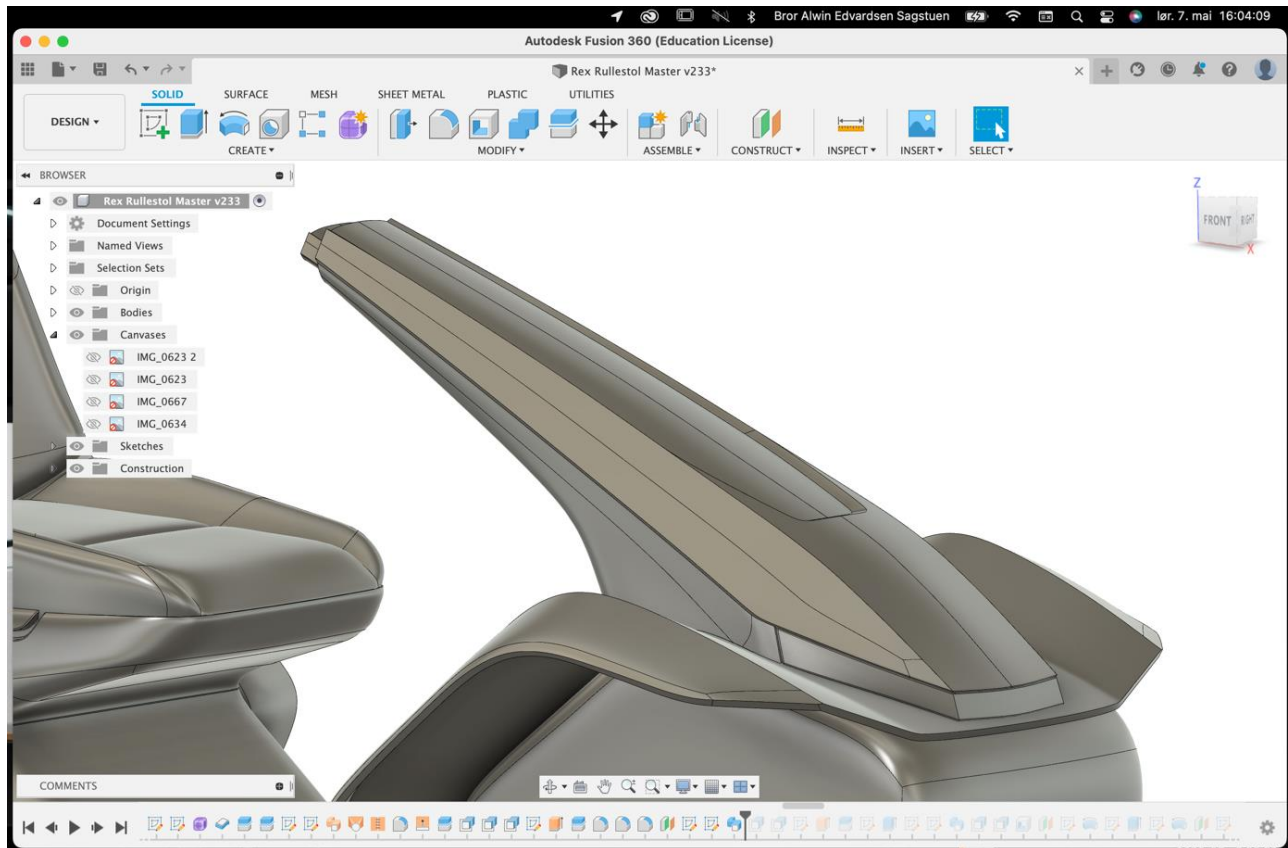 Bror Alwin Edvardsen Sagstuen lør. 7. mai 16:04:09
Autodesk Fusion 360 (Education License)
Rex Rullestol Master v233*
SOLID SURFACE MESH SHEET METAL PLASTIC UTILITIES
DESIGN
CREATE MODIFY ASSEMBLE CONSTRUCT INSPECT INSERT SELECT
BROWSER
Rex Rullestol Master v233
Document Settings
Named Views
Selection Sets
Origin
Bodies
Canvases
IMG_0623 2
IMG_0623
IMG_0667
IMG_0634
Sketches
Construction
Z
FRONT RIGHT
X
COMMENTS